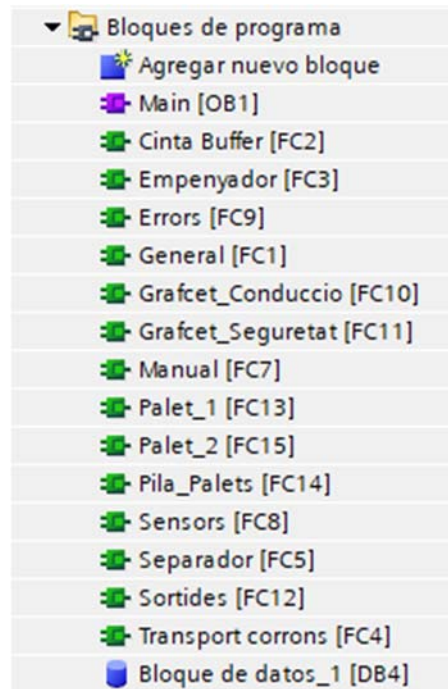 Bloques de programa
Agregar nuevo bloque
Main [OB1]
Cinta Buffer [FC2]
Empenyador [FC3]
Errors [FC9]
General [FC1]
Grafcet_Conduccio [FC10]
Grafcet_Seguretat [FC11]
Manual [FC7]
Palet_1 [FC13]
Palet_2 [FC15]
Pila_Palets [FC14]
Sensors [FC8]
Separador [FC5]
Sortides [FC12]
Transport corrons [FC4]
Bloque de datos_1 [DB4]